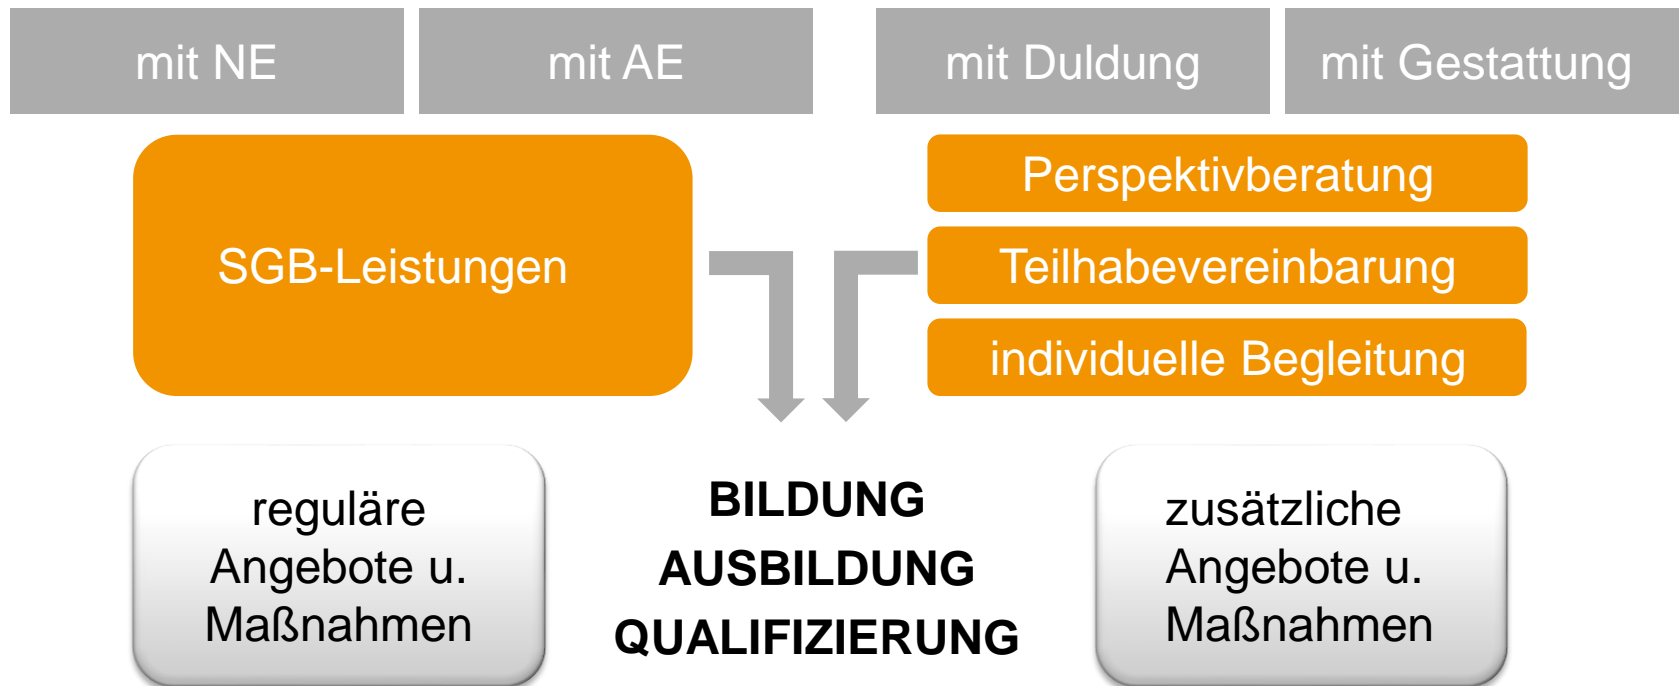 mit NE
mit AE
mit Duldung
mit Gestattung
SGB-Leistungen
Perspektivberatung
Teilhabevereinbarung
individuelle Begleitung
reguläre
Angebote u.
Maßnahmen
BILDUNG
AUSBILDUNG
QUALIFIZIERUNG
zusätzliche
Angebote u.
Maßnahmen